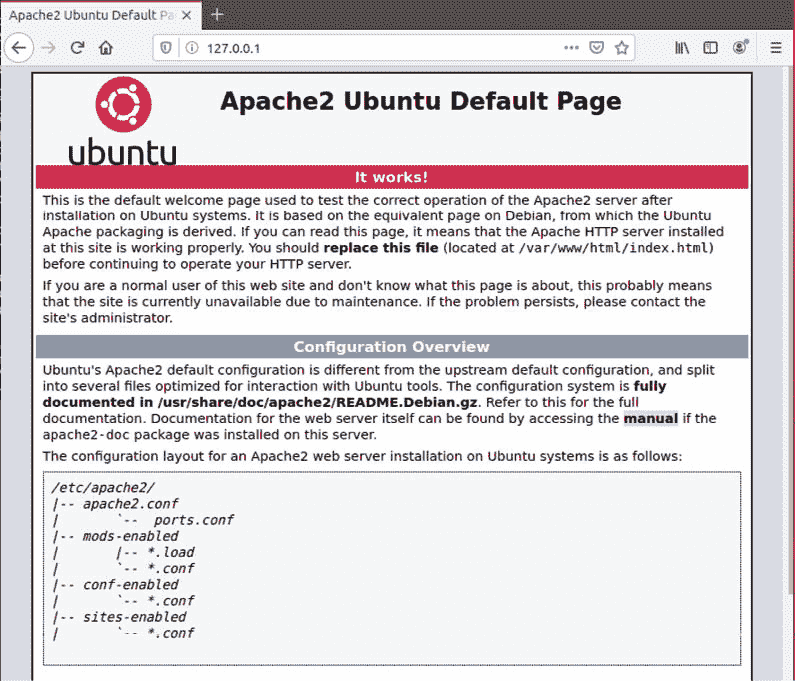 Apache2 Ubuntu Default Pa
127.0.0.1
ubuntu
Apache2 Ubuntu Default Page
It works!
This is the default welcome page used to test the correct operation of the Apache2 server after
installation on Ubuntu systems. It is based on the equivalent page on Debian, from which the Ubuntu
Apache packaging is derived. If you can read this page, it means that the Apache HTTP server installed
at this site is working properly. You should replace this file (located at /var/www/html/index.html)
before continuing to operate your HTTP server.
If you are a normal user of this web site and don't know what this page is about, this probably means
that the site is currently unavailable due to maintenance. If the problem persists, please contact the
site's administrator.
Configuration Overview
Ubuntu's Apache2 default configuration is different from the upstream default configuration, and split
into several files optimized for interaction with Ubuntu tools. The configuration system is fully
documented in /usr/share/doc/apache2/README.Debian.gz. Refer to this for the full
documentation. Documentation for the web server itself can be found by accessing the manual if the
apache2-doc package was installed on this server.
The configuration layout for an Apache2 web server installation on Ubuntu systems is as follows:
/etc/apache2/
|-- apache2.conf
|       `--  ports.conf
|-- mods-enabled
|       |-- *.load
|       `-- *.conf
|-- conf-enabled
|       `-- *.conf
|-- sites-enabled
|       `-- *.conf